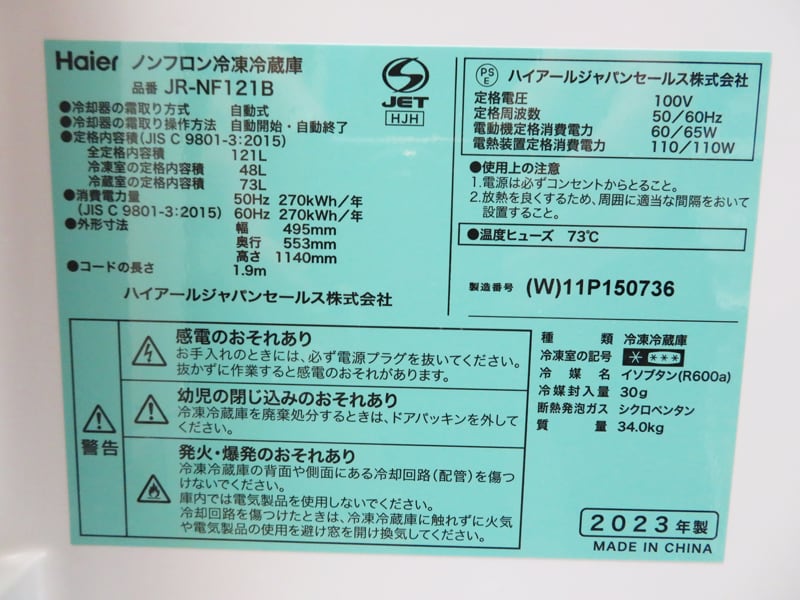 Haier ノンフロン冷凍冷蔵庫
品番 JR-NF121B
●冷却器の霜取り方式 自動式
●冷却器の霜取り操作方法 自動開始・自動終了
●定格内容積(JIS C 9801-3:2015)
全定格内容積 121L
冷凍室の定格内容積 48L
冷蔵室の定格内容積 73L
●消費電力量 50Hz 270kWh/年
(JIS C 9801-3:2015) 60Hz 270kWh/年
●外形寸法 幅 495mm
奥行 553mm
高さ 1140mm
●コードの長さ 1.9m
ハイアールジャパンセールス株式会社
S
JET
HJH
PSE ハイアールジャパンセールス株式会社
定格電圧 100V
定格周波数 50/60Hz
電動機定格消費電力 60/65W
電熱装置定格消費電力 110/110W
●使用上の注意
1.電源は必ずコンセントからとること。
2.放熱を良くするため、周囲に適当な間隔をおいて
設置すること。
●温度ヒューズ 73℃
製造番号 (W)11P150736
警告
感電のおそれあり
お手入れのときには、必ず電源プラグを抜いてください。
抜かずに作業すると感電のおそれがあります。
幼児の閉じ込みのおそれあり
冷凍冷蔵庫を廃棄処分するときは、ドアパッキンを外して
ください。
発火・爆発のおそれあり
冷凍冷蔵庫の背面や側面にある冷却回路(配管)を傷つ
けないでください。
庫内では電気製品を使用しないでください。
冷却回路を傷つけたときは、冷凍冷蔵庫に触れずに火気
や電気製品の使用を避け窓を開け換気してください。
種類 冷凍冷蔵庫
冷凍室の記号 * ***
冷媒名 イソブタン(R600a)
冷媒封入量 30g
断熱発泡ガス シクロペンタン
質量 34.0kg
2023年製
MADE IN CHINA